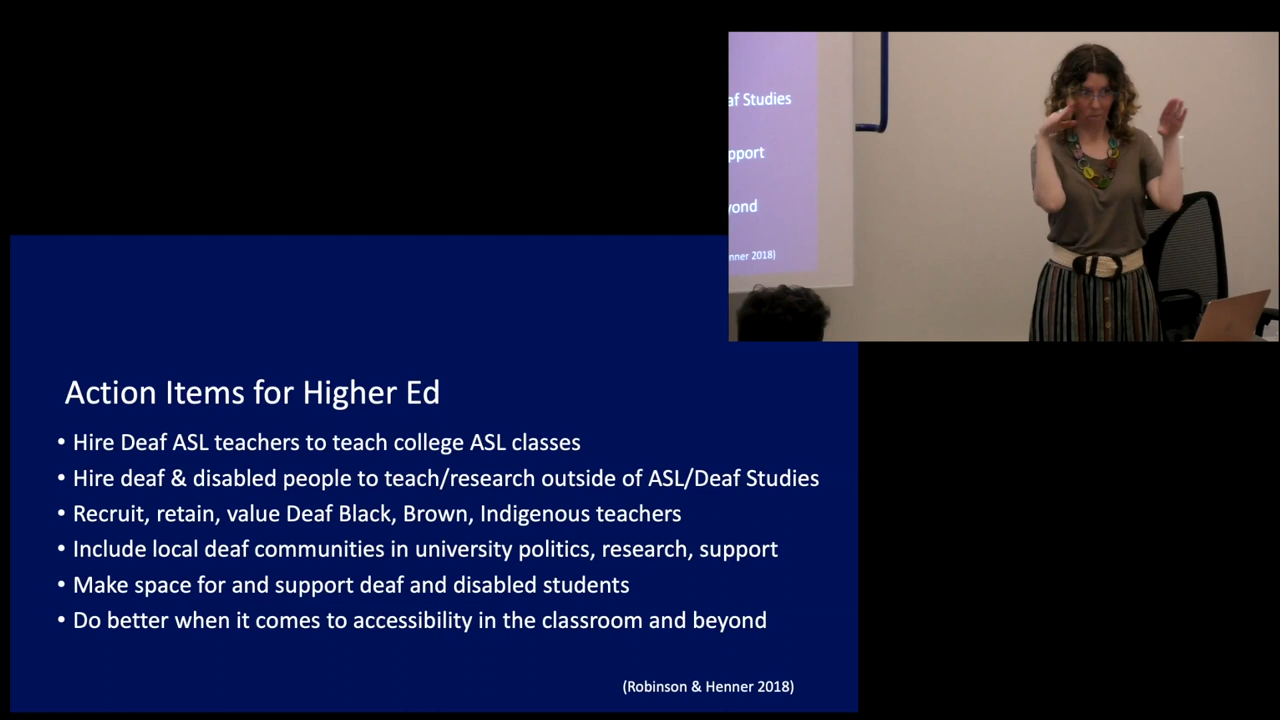 Action Items for Higher Ed
• Hire Deaf ASL teachers to teach college ASL classes
• Hire deaf & disabled people to teach/research outside of ASL/Deaf Studies
• Recruit, retain, value Deaf Black, Brown, Indigenous teachers
• Include local deaf communities in university politics, research, support
• Make space for and support deaf and disabled students
• Do better when it comes to accessibility in the classroom and beyond
(Robinson & Henner 2018)
af Studies
pport
yond
nner 2018)